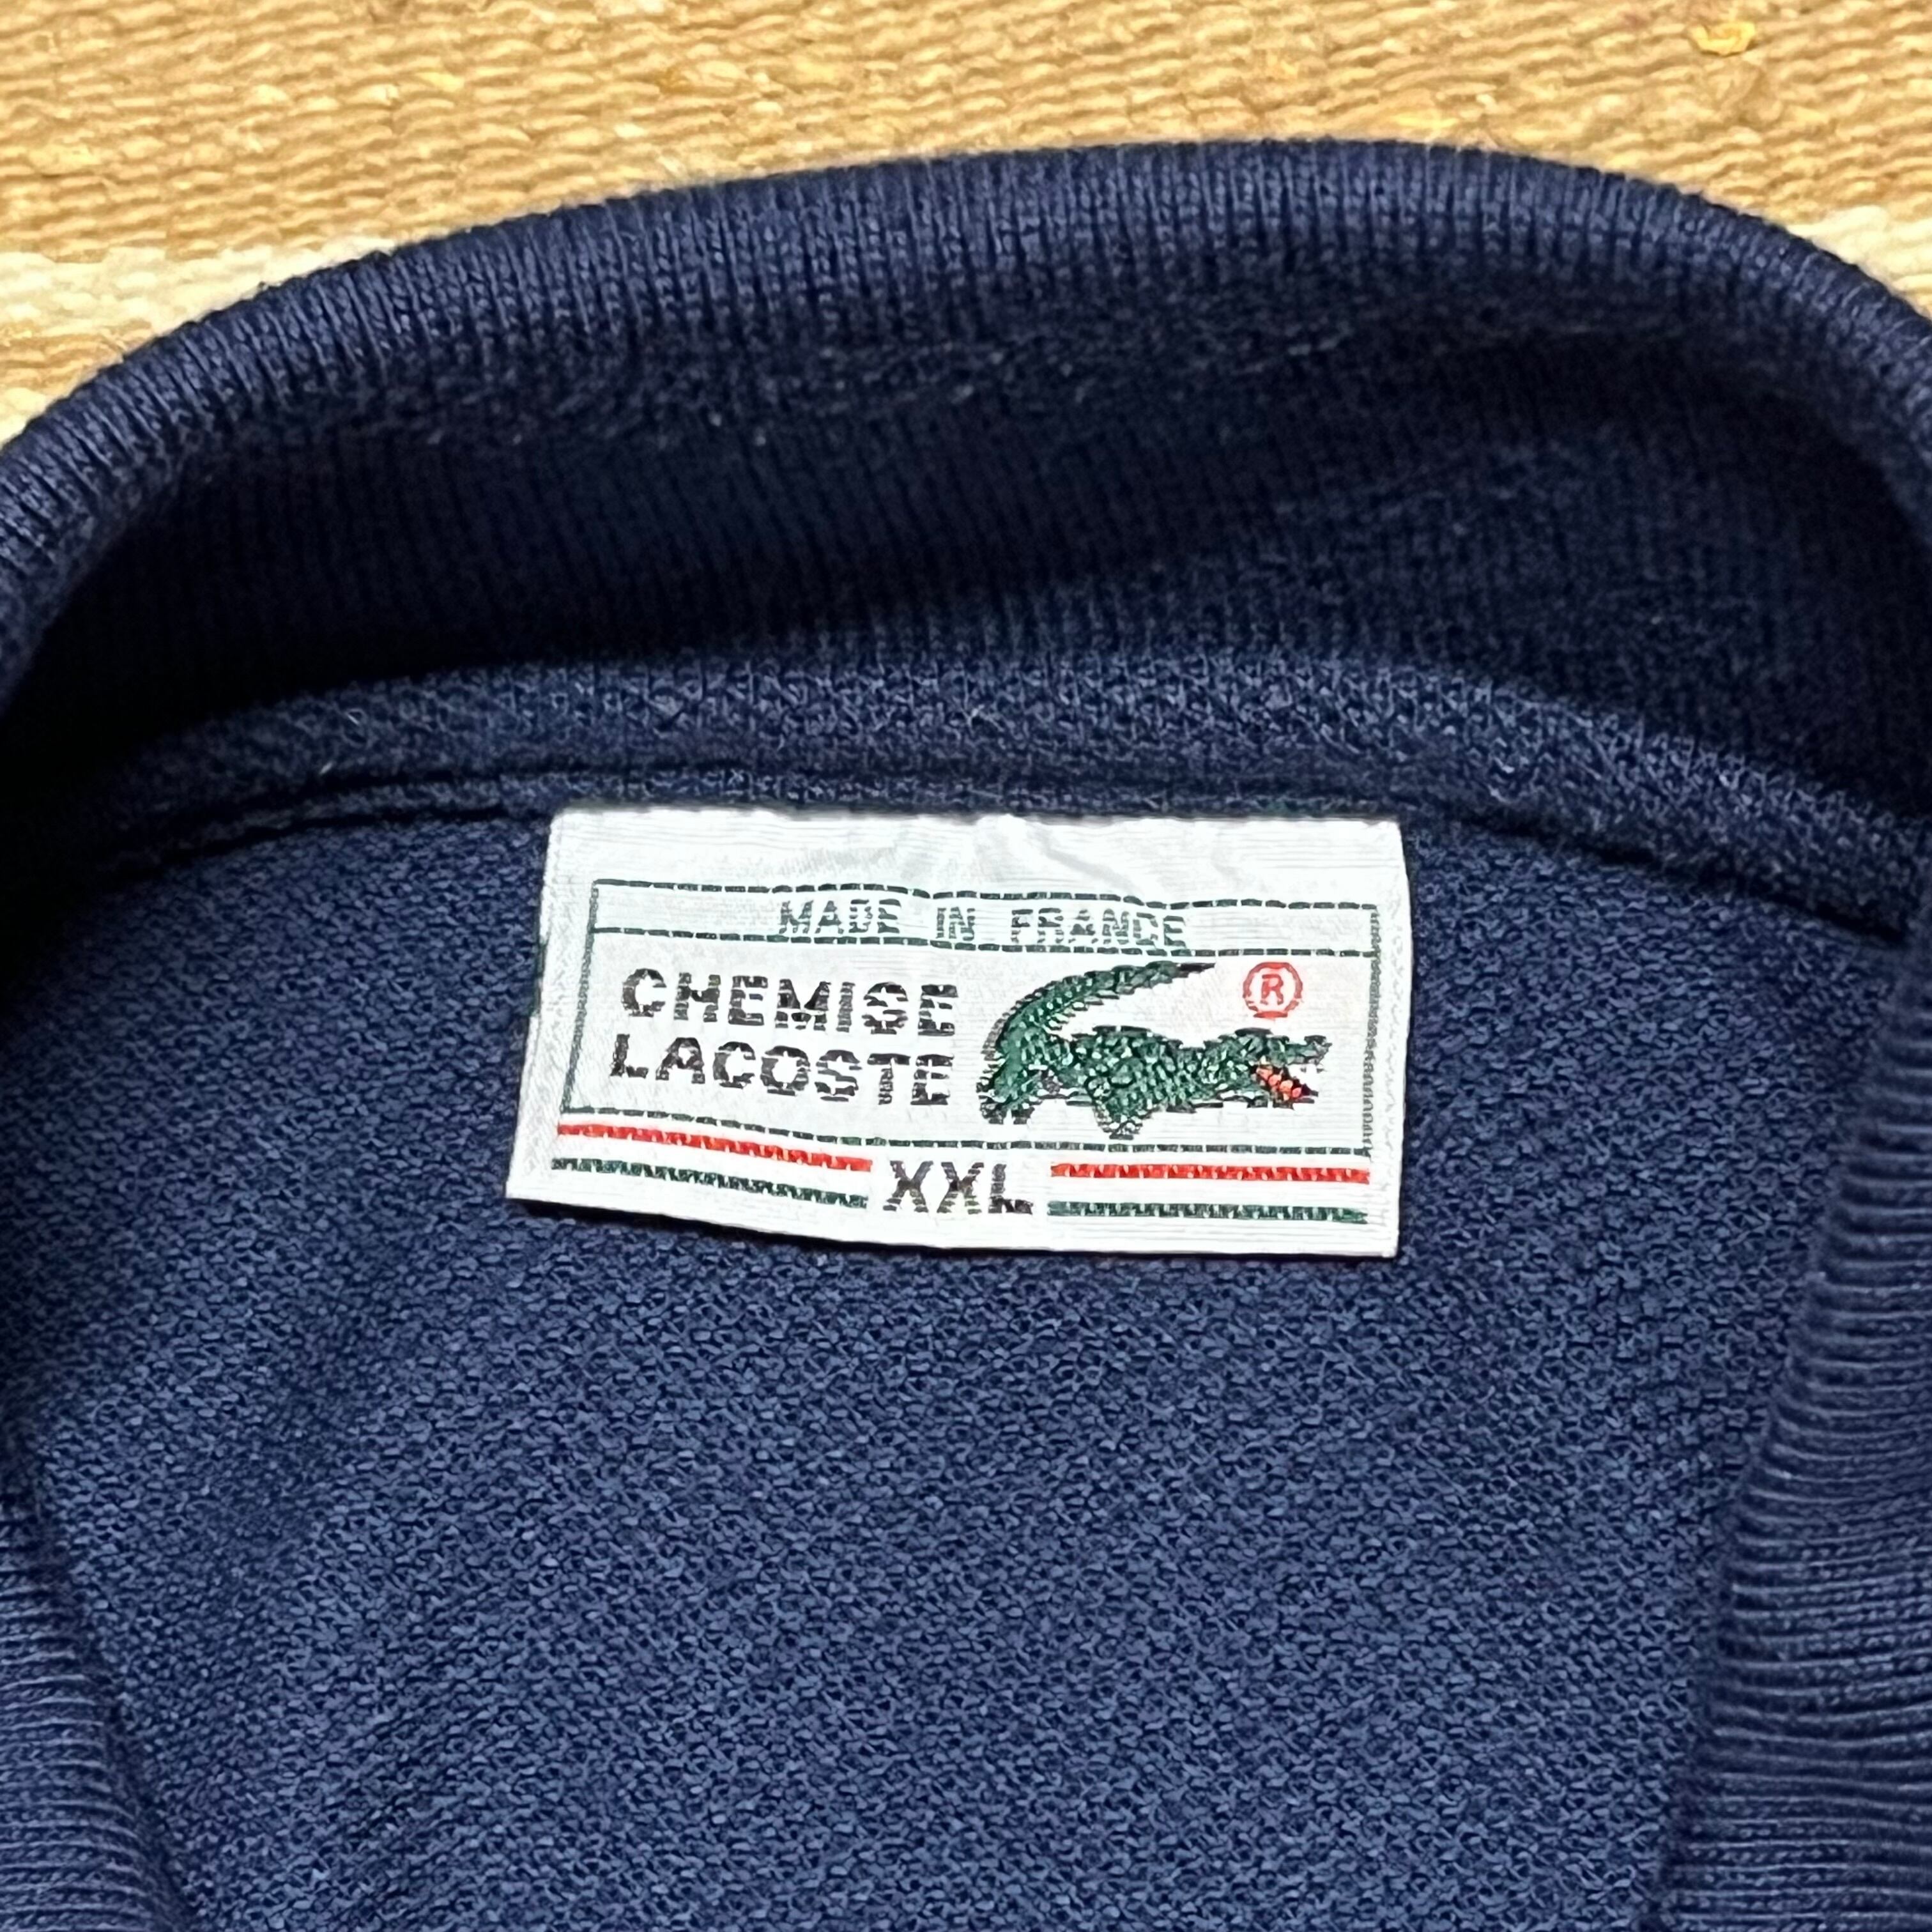 MADE IN FRANCE
CHEMISE
LACOSTE
®
XXL